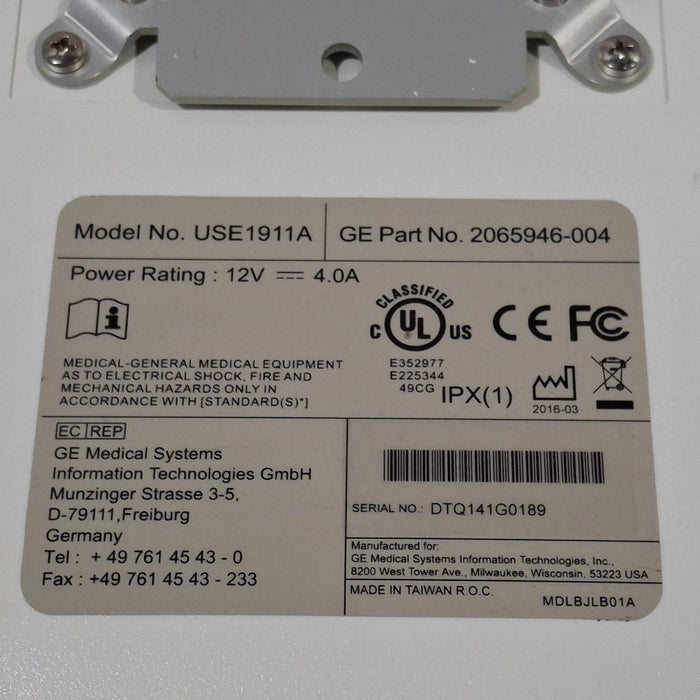 Model No. USE1911A
GE Part No. 2065946-004
Power Rating : 12V ⎓ 4.0A
i
CLASSIFIED
C UL US
CE FC
MEDICAL-GENERAL MEDICAL EQUIPMENT
AS TO ELECTRICAL SHOCK, FIRE AND
MECHANICAL HAZARDS ONLY IN
ACCORDANCE WITH [STANDARD(S)*]
E352977
E225344
49CG
IPX(1)
2016-03
EC REP
GE Medical Systems
Information Technologies GmbH
Munzinger Strasse 3-5,
D-79111,Freiburg
Germany
Tel : + 49 761 45 43 - 0
Fax : +49 761 45 43 - 233
SERIAL NO.: DTQ141G0189
Manufactured for:
GE Medical Systems Information Technologies, Inc.,
8200 West Tower Ave., Milwaukee, Wisconsin, 53223 USA
MADE IN TAIWAN R.O.C.
MDLBJLB01A